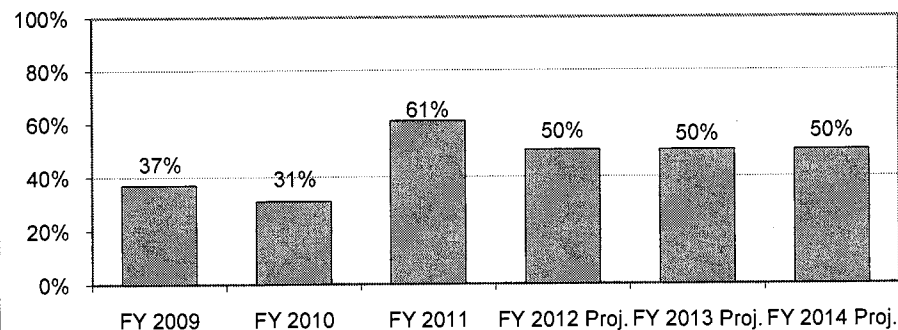 100%
80%
60%
40%
20%
0%
37%
31%
61%
50%
50%
50%
FY 2009
FY 2010
FY 2011
FY 2012 Proj.
FY 2013 Proj.
FY 2014 Proj.